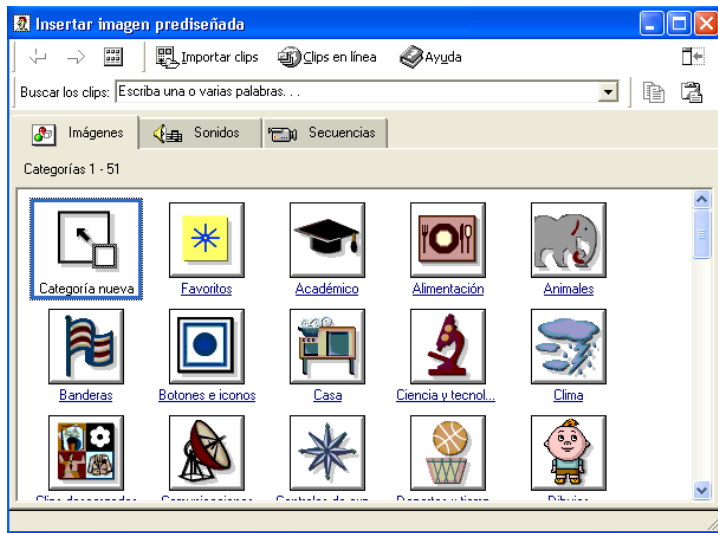 Insertar imagen prediseñada
Importar clips Clips en línea Ayuda
Buscar los clips: Escriba una o varias palabras. . .
Imágenes Sonidos Secuencias
Categorías 1 - 51
Categoría nueva Favoritos Académico Alimentación Animales
Banderas Botones e iconos Casa Ciencia y tecnol... Clima